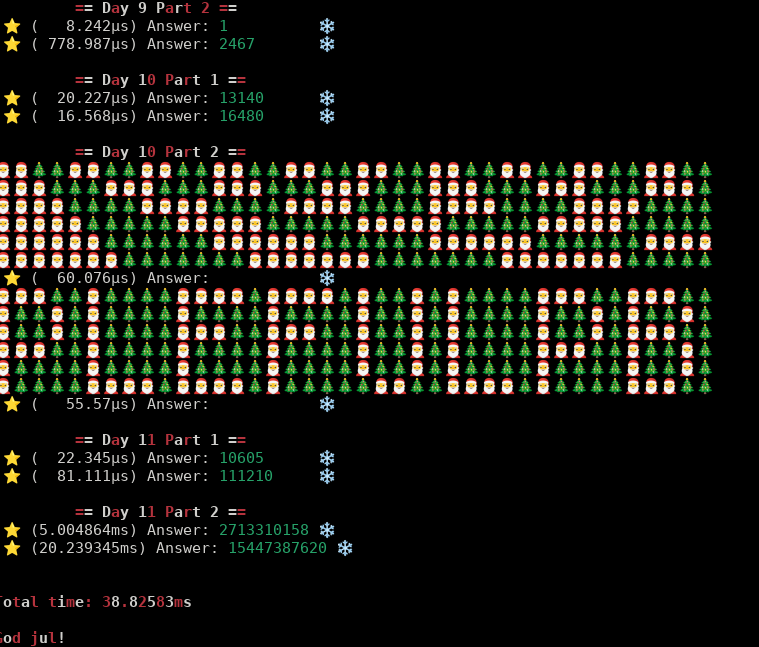 == Day 9 Part 2 ==
(   8.242µs) Answer: 1
( 778.987µs) Answer: 2467
== Day 10 Part 1 ==
(  20.227µs) Answer: 13140
(  16.568µs) Answer: 16480
== Day 10 Part 2 ==
(  60.076µs) Answer:
(   55.57µs) Answer:
== Day 11 Part 1 ==
(  22.345µs) Answer: 10605
(  81.111µs) Answer: 111210
== Day 11 Part 2 ==
(5.004864ms) Answer: 2713310158
(20.239345ms) Answer: 15447387620
Total time: 38.82583ms
God jul!